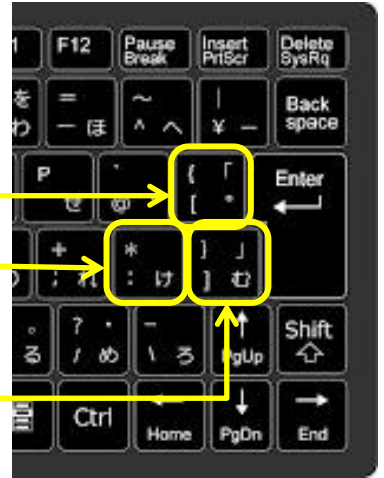 F12 Pause Insert Delete
Break PrtScr SysRq
を = ~ | Back
わ - ほ ^ へ ¥ ー space
P ` { 「 Enter
せ @ [ ゜
+ * } 」
; れ : け ] む
。 ? ・ _ ↑ Shift
る / め \ ろ PgUp
Ctrl ← ↓ →
Home PgDn End